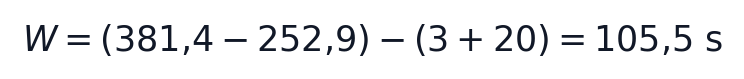 W = (381,4 − 252,9) − (3 + 20) = 105,5 s